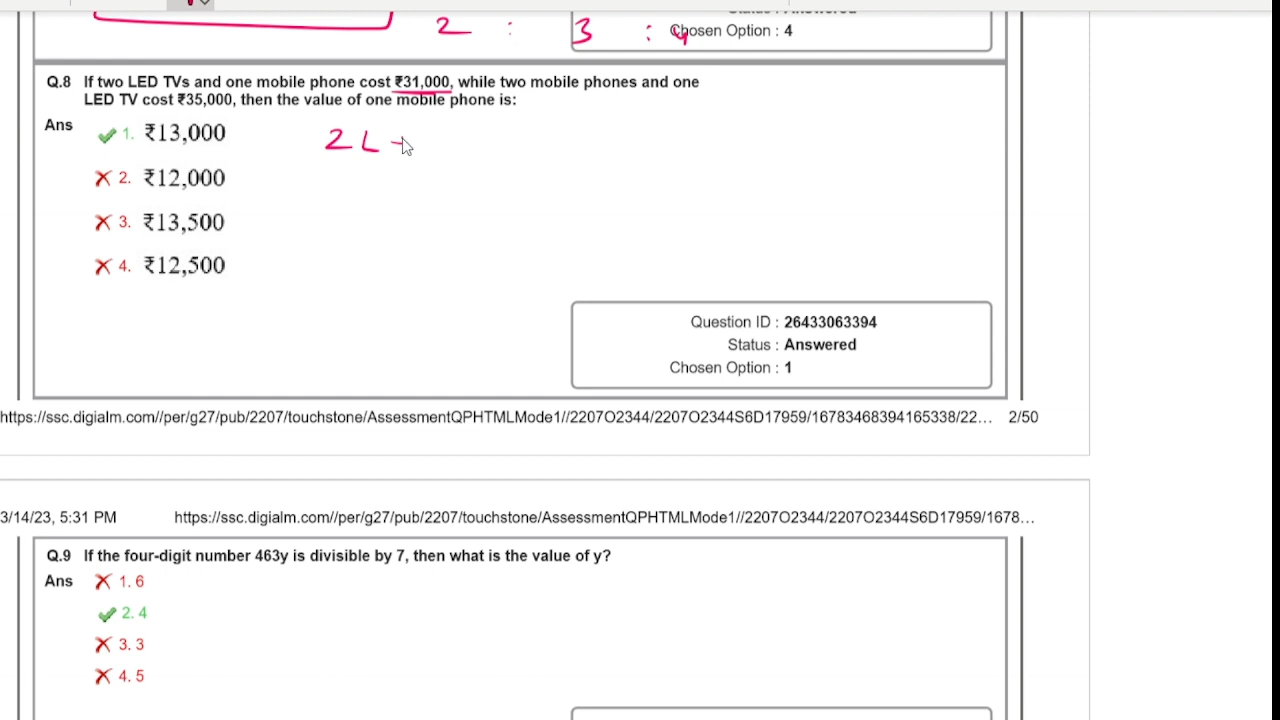 2 : 3 : 4
Chosen Option : 4
Q.8 If two LED TVs and one mobile phone cost ₹31,000, while two mobile phones and one
LED TV cost ₹35,000, then the value of one mobile phone is:
Ans 1. ₹13,000
2 L -
2. ₹12,000
3. ₹13,500
4. ₹12,500
Question ID : 26433063394
Status : Answered
Chosen Option : 1
https://ssc.digialm.com//per/g27/pub/2207/touchstone/AssessmentQPHTMLMode1//2207O2344/2207O2344S6D17959/16783468394165338/22… 2/50
3/14/23, 5:31 PM https://ssc.digialm.com//per/g27/pub/2207/touchstone/AssessmentQPHTMLMode1//2207O2344/2207O2344S6D17959/1678…
Q.9 If the four-digit number 463y is divisible by 7, then what is the value of y?
Ans 1. 6
2. 4
3. 3
4. 5